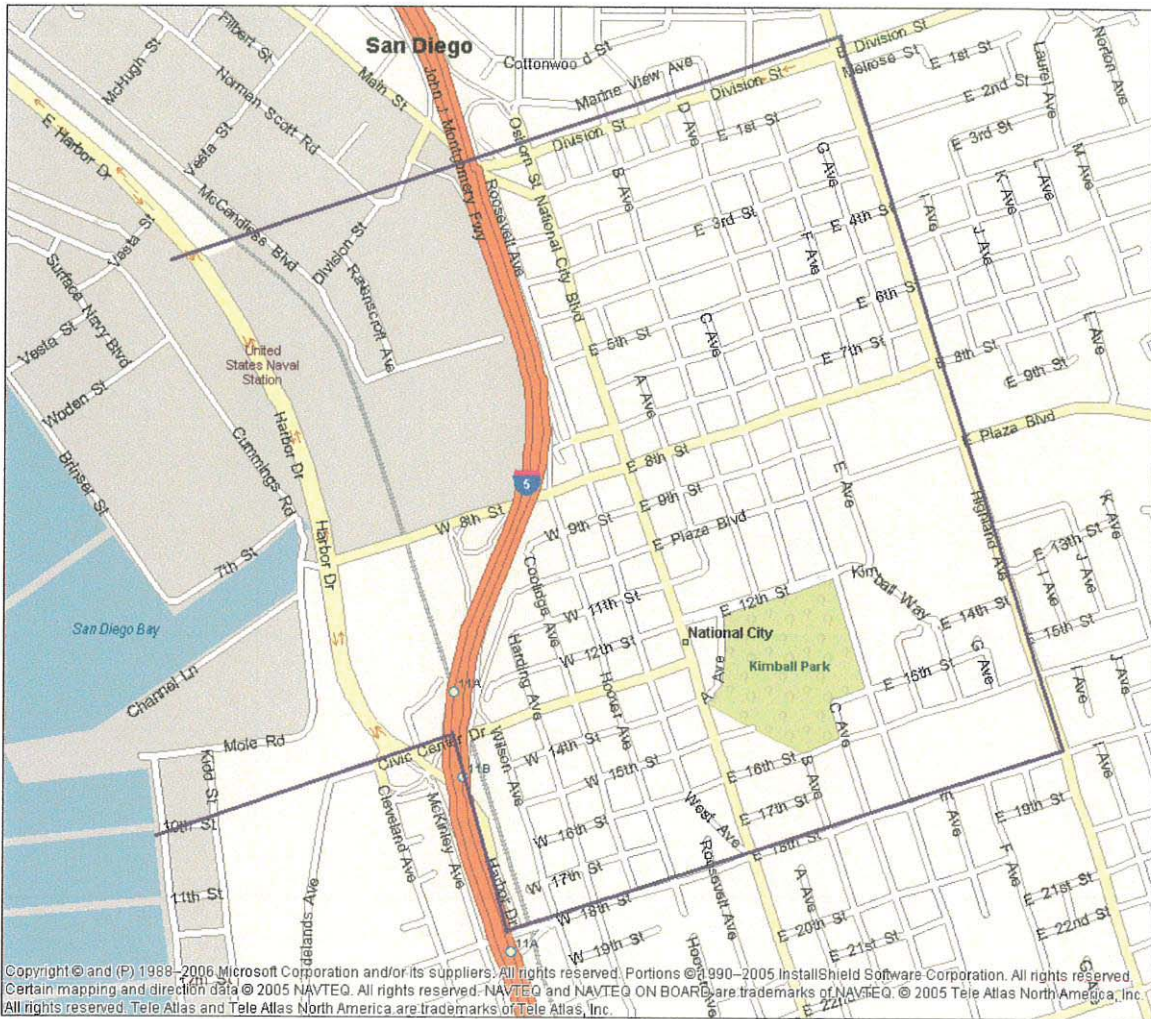 San Diego
Filbert St
McHugh St
Norman Scott Rd
Main St
John J Montgomery Fwy
Cottonwood St
Marine View Ave
Division St
Division St
E Division St
Melrose St
E 1st St
Laurel Ave
Norton Ave
E 2nd St
E 3rd St
M Ave
L Ave
K Ave
I Ave
J Ave
E Harbor Dr
Vesta St
McCandless Blvd
Division St
Ravenscroft Ave
Roosevelt Ave
Osborn St
National City Blvd
D Ave
E 1st St
B Ave
G Ave
E 3rd St
E 4th St
F Ave
E 6th S
Vesta St
Surface Navy Blvd
Vesta St
Woden St
United
States Naval
Station
E 5th St
C Ave
E 7th St
E 8th St
E 9th St
L Ave
A Ave
Brinser St
Cummings Rd
Harbor Dr
Harbor Dr
E Plaza Blvd
E 8th St
E 9th St
E Ave
Highland Ave
K Ave
5
W 8th St
W 9th St
E Plaza Blvd
E 13th St
J Ave
I Ave
7th St
San Diego Bay
Coolidge Ave
W 11th St
E 12th St
Kimball Way
E 14th St
E 15th St
National City
Kimball Park
Harding Ave
W 12th St
Hoover Ave
A Ave
E 15th St
G Ave
I Ave
J Ave
Channel Ln
11A
Mole Rd
Civic Center Dr
Wilson Ave
W 14th St
C Ave
Kidd St
11B
W 15th St
E 16th St
B Ave
I Ave
Cleveland Ave
McKinley Ave
E 17th St
West Ave
10th St
W 16th St
E 18th St
E Ave
E 19th St
Harbor Dr
W 17th St
Roosevelt Ave
A Ave
F Ave
11th St
delands Ave
W 18th St
E 20th St
E 21st St
E 21st St
E 22nd St
11A
W 19th St
Copyright © and (P) 1988–2006 Microsoft Corporation and/or its suppliers. All rights reserved. Portions © 1990–2005 InstallShield Software Corporation. All rights reserved.
Certain mapping and direction data © 2005 NAVTEQ. All rights reserved. NAVTEQ and NAVTEQ ON BOARD are trademarks of NAVTEQ. © 2005 Tele Atlas North America, Inc.
All rights reserved. Tele Atlas and Tele Atlas North America are trademarks of Tele Atlas, Inc.